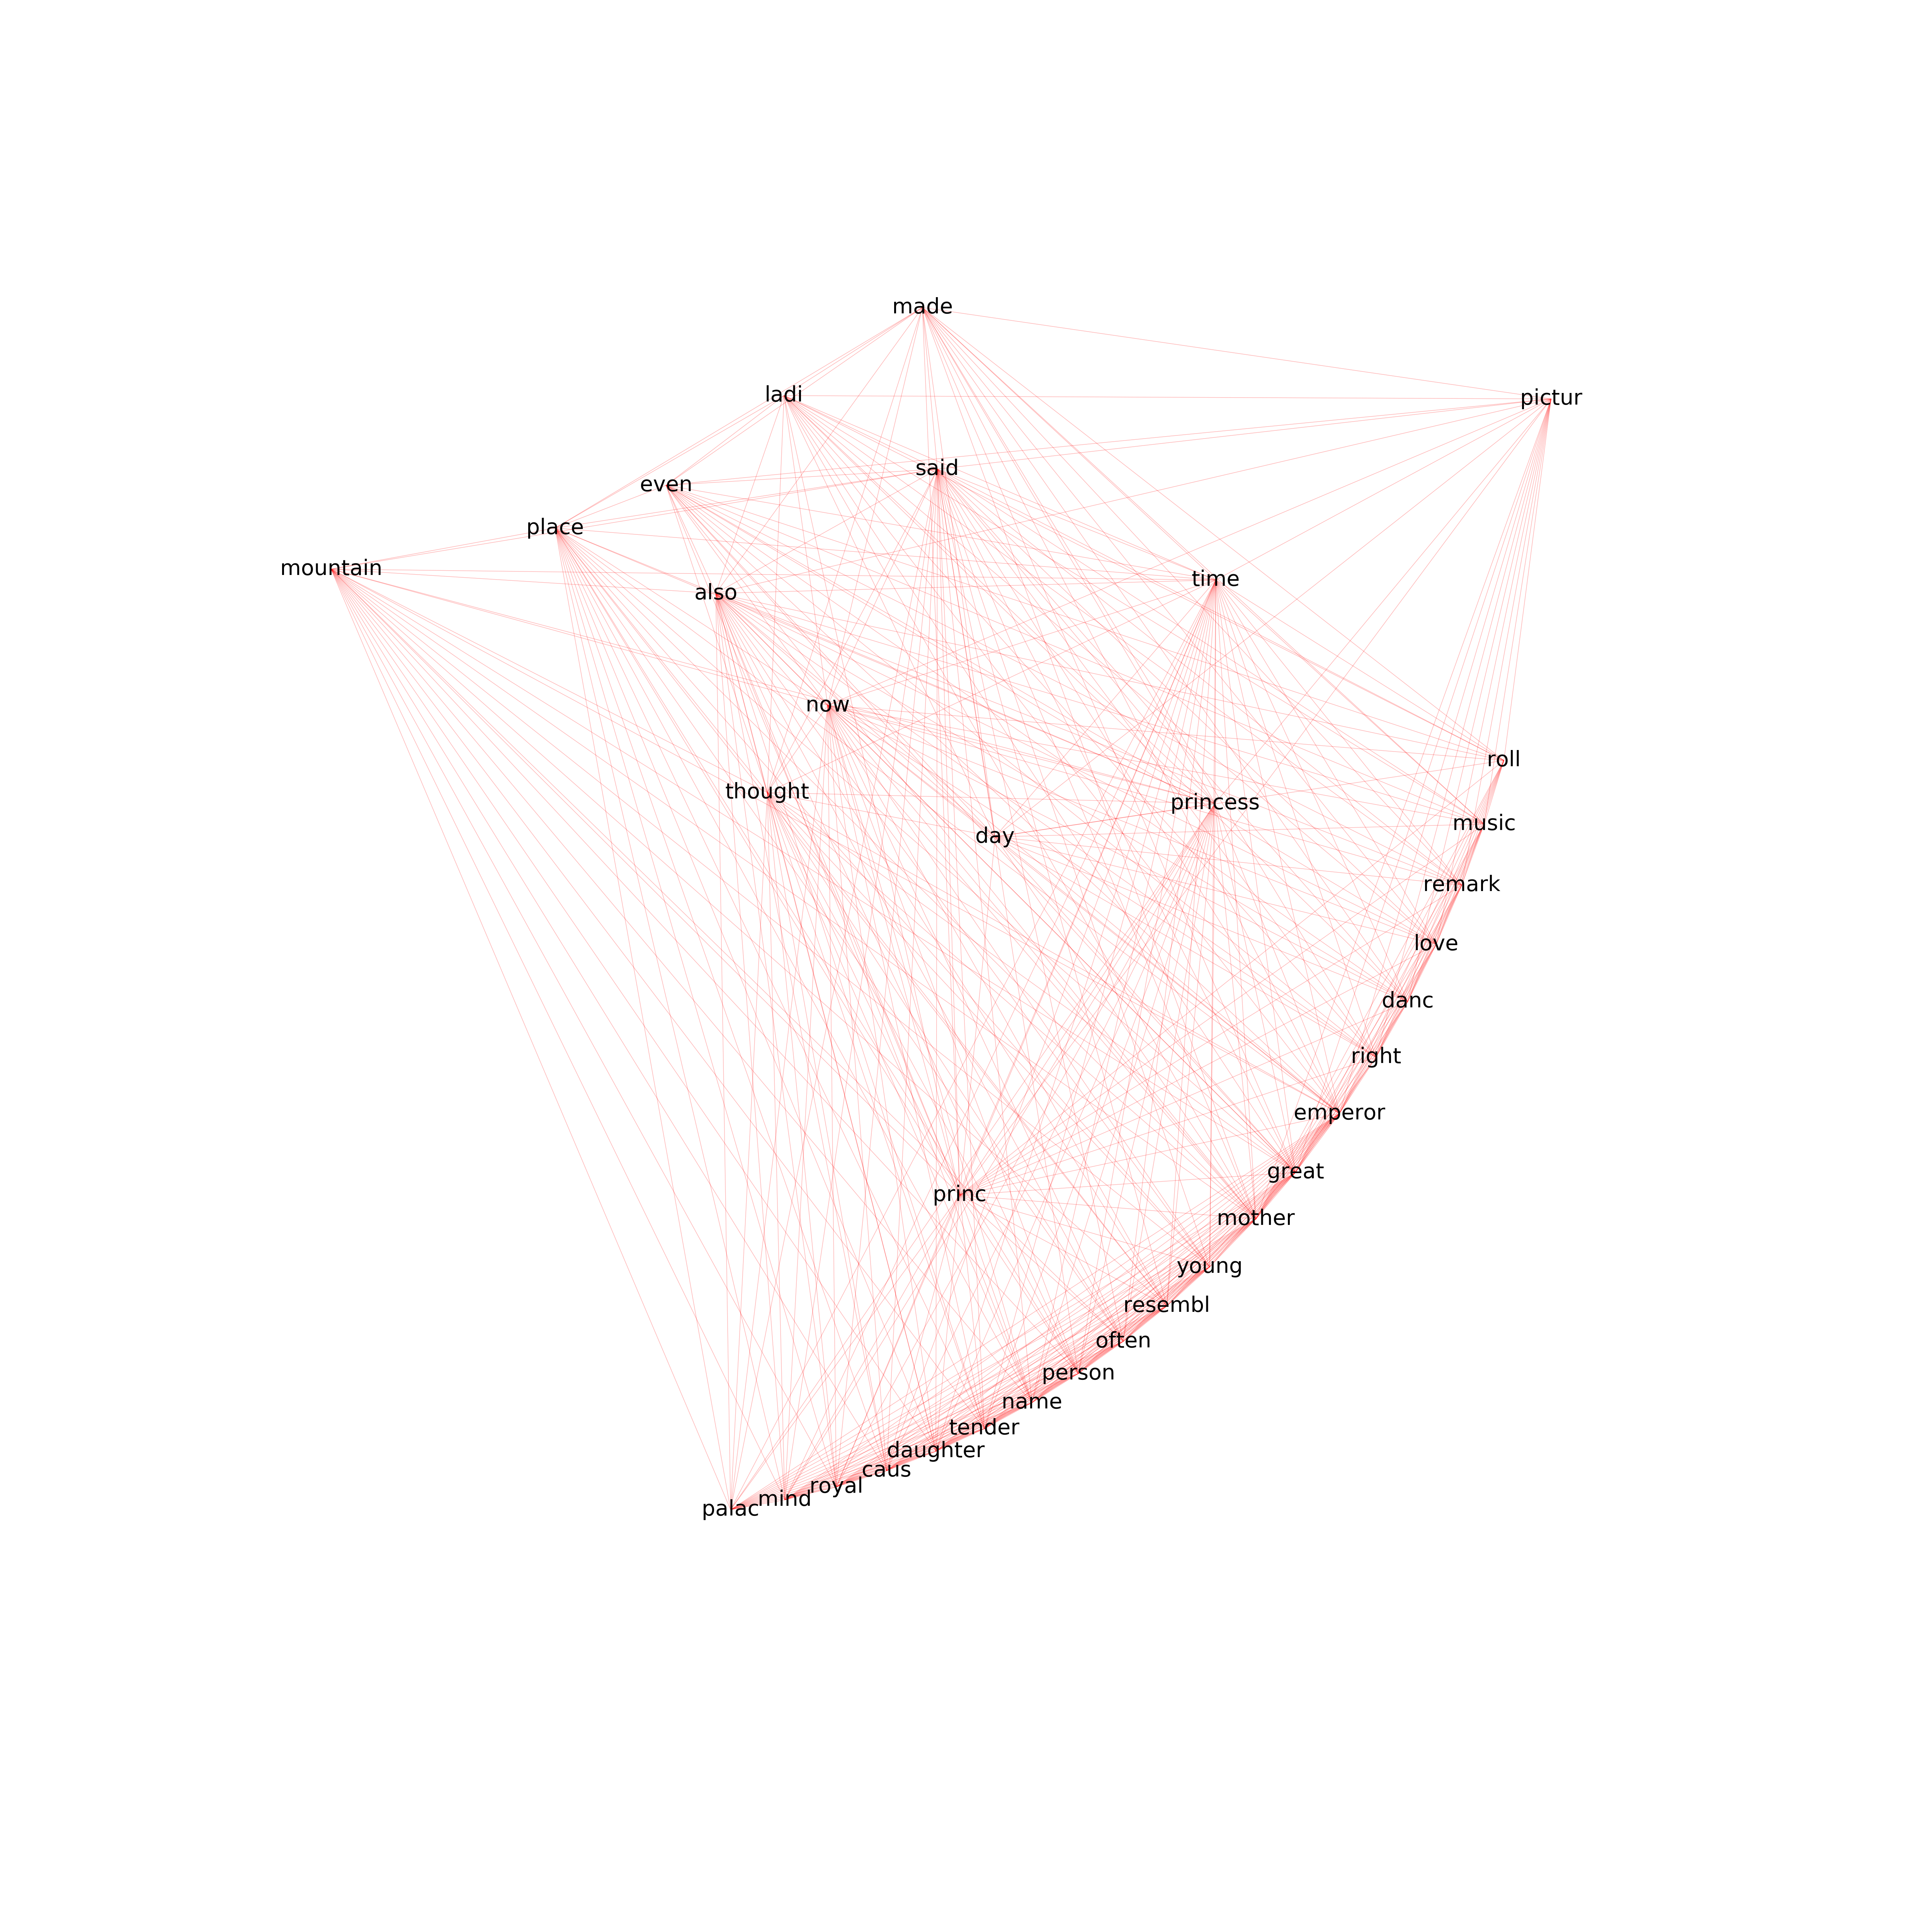 made
ladi
pictur
said
even
place
mountain
time
also
now
roll
thought
princess
music
day
remark
love
danc
right
emperor
great
princ
mother
young
resembl
often
person
name
tender
daughter
caus
royal
mind
palac